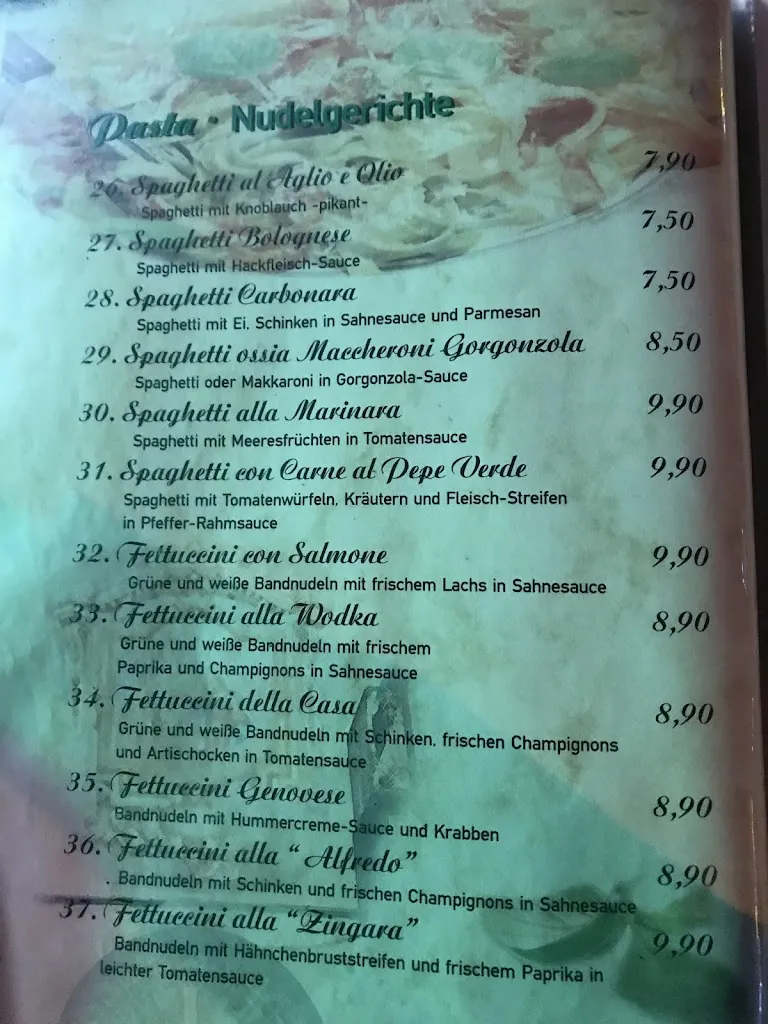 Pasta · Nudelgerichte
26. Spaghetti al Aglio e Olio 7,90
Spaghetti mit Knoblauch -pikant-
27. Spaghetti Bolognese 7,50
Spaghetti mit Hackfleisch-Sauce
28. Spaghetti Carbonara 7,50
Spaghetti mit Ei, Schinken in Sahnesauce und Parmesan
29. Spaghetti ossia Maccheroni Gorgonzola 8,50
Spaghetti oder Makkaroni in Gorgonzola-Sauce
30. Spaghetti alla Marinara 9,90
Spaghetti mit Meeresfrüchten in Tomatensauce
31. Spaghetti con Carne al Pepe Verde 9,90
Spaghetti mit Tomatenwürfeln, Kräutern und Fleisch-Streifen
in Pfeffer-Rahmsauce
32. Fettuccini con Salmone 9,90
Grüne und weiße Bandnudeln mit frischem Lachs in Sahnesauce
33. Fettuccini alla Wodka 8,90
Grüne und weiße Bandnudeln mit frischem
Paprika und Champignons in Sahnesauce
34. Fettuccini della Casa 8,90
Grüne und weiße Bandnudeln mit Schinken, frischen Champignons
und Artischocken in Tomatensauce
35. Fettuccini Genovese 8,90
Bandnudeln mit Hummercreme-Sauce und Krabben
36. Fettuccini alla “ Alfredo” 8,90
. Bandnudeln mit Schinken und frischen Champignons in Sahnesauce
37. Fettuccini alla “Zingara” 9,90
Bandnudeln mit Hähnchenbruststreifen und frischem Paprika in
leichter Tomatensauce